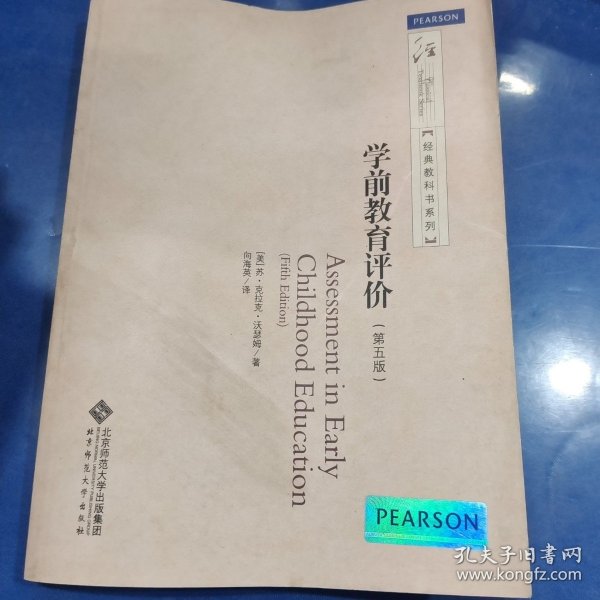 PEARSON
【经典教科书系列】
学前教育评价（第五版）
Assessment in Early
Childhood Education
(Fifth Edition)
[美]苏·克拉克·沃瑟姆／著
向海英／译
北京师范大学出版集团
北京师范大学出版社
PEARSON
孔夫子旧书网
www.kongfz.com